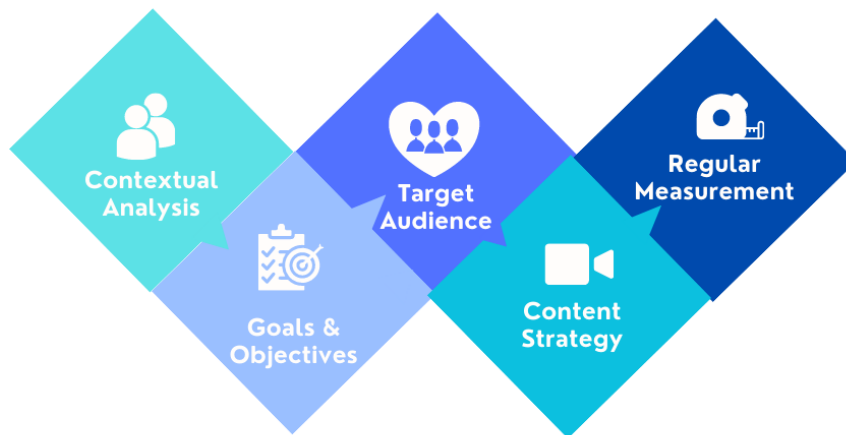 Contextual
Analysis
Goals &
Objectives
Target
Audience
Content
Strategy
Regular
Measurement